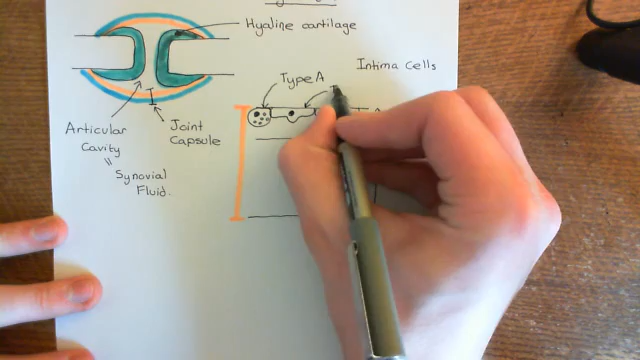 Hyaline cartilage
Intima Cells
Type A
Articular
Cavity
=
Synovial
Fluid.
Joint
Capsule